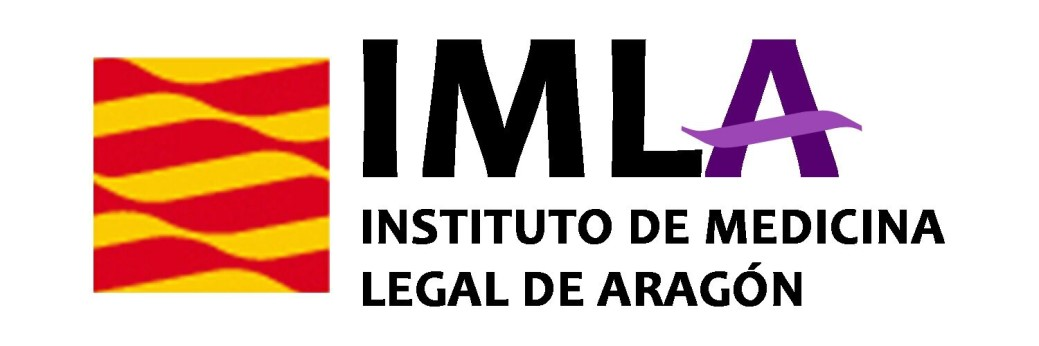 IMLA
INSTITUTO DE MEDICINA
LEGAL DE ARAGÓN